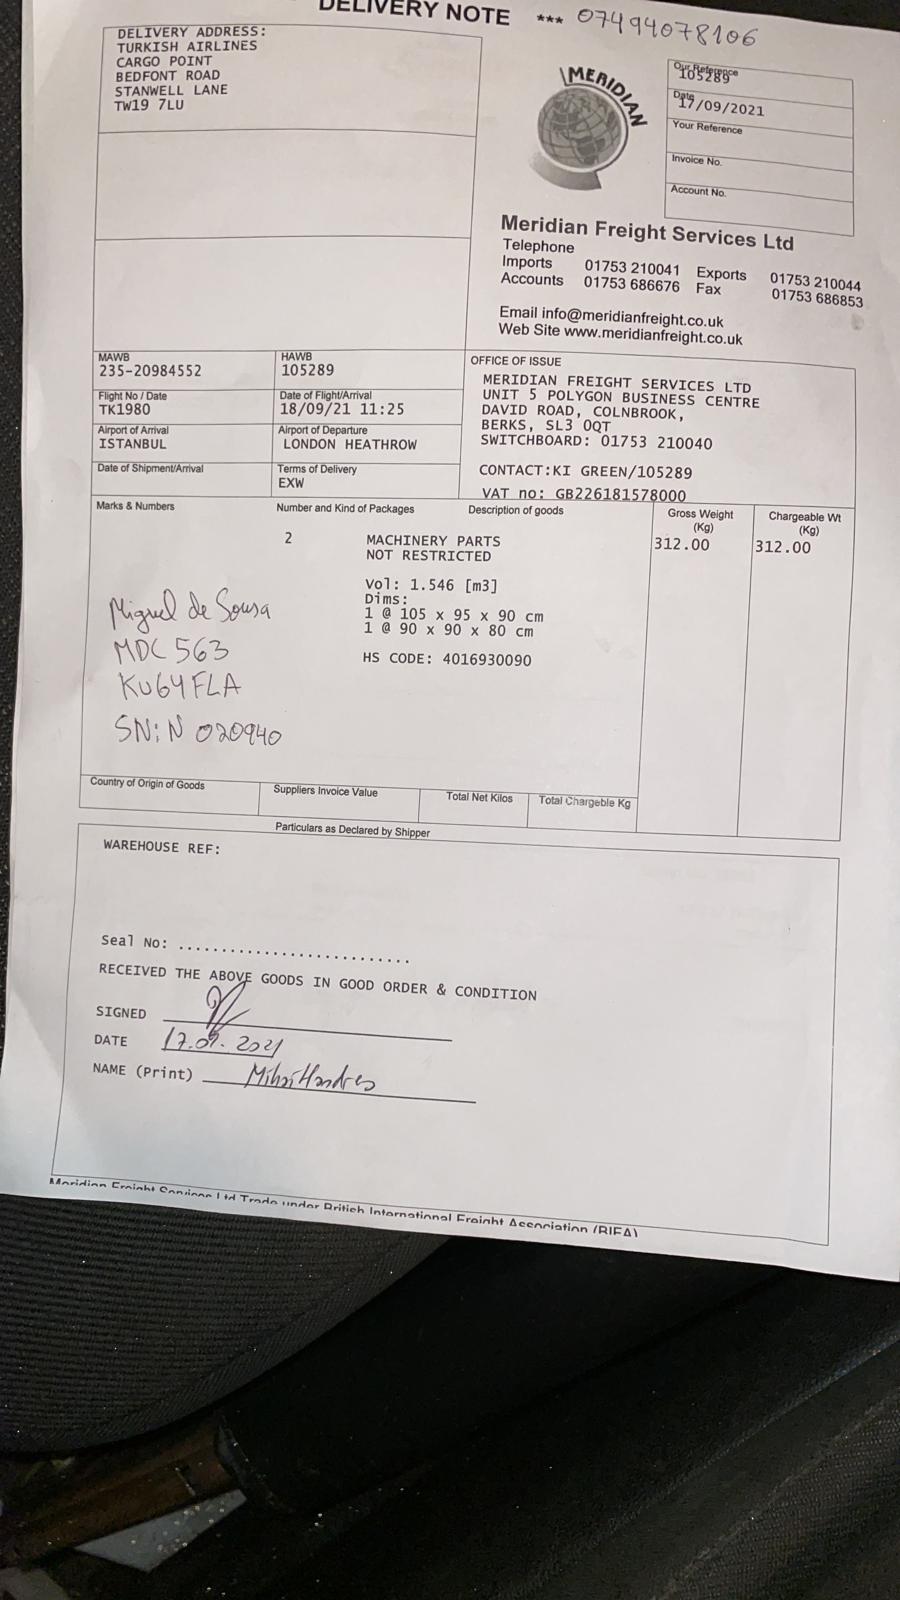 DELIVERY NOTE *** 07494078106
DELIVERY ADDRESS:
TURKISH AIRLINES
CARGO POINT
BEDFONT ROAD
STANWELL LANE
TW19 7LU
MERIDIAN
Our Reference
105289
Date
17/09/2021
Your Reference
Invoice No.
Account No.
Meridian Freight Services Ltd
Telephone
Imports 01753 210041 Exports 01753 210044
Accounts 01753 686676 Fax 01753 686853
Email info@meridianfreight.co.uk
Web Site www.meridianfreight.co.uk
MAWB
235-20984552
HAWB
105289
Flight No / Date
TK1980
Date of Flight/Arrival
18/09/21 11:25
Airport of Arrival
ISTANBUL
Airport of Departure
LONDON HEATHROW
Date of Shipment/Arrival
Terms of Delivery
EXW
OFFICE OF ISSUE
MERIDIAN FREIGHT SERVICES LTD
UNIT 5 POLYGON BUSINESS CENTRE
DAVID ROAD, COLNBROOK,
BERKS, SL3 0QT
SWITCHBOARD: 01753 210040
CONTACT:KI GREEN/105289
VAT no: GB226181578000
Marks & Numbers
Number and Kind of Packages
Description of goods
Gross Weight
(Kg)
Chargeable Wt
(Kg)
2 MACHINERY PARTS 312.00 312.00
NOT RESTRICTED
Vol: 1.546 [m3]
Dims:
1 @ 105 x 95 x 90 cm
1 @ 90 x 90 x 80 cm
HS CODE: 4016930090
Miguel de Sousa
MDC 563
KU64FLA
SN: N 020940
Country of Origin of Goods
Suppliers Invoice Value
Total Net Kilos
Total Chargeble Kg
Particulars as Declared by Shipper
WAREHOUSE REF:
Seal No: ...........................
RECEIVED THE ABOVE GOODS IN GOOD ORDER & CONDITION
SIGNED
DATE 17.09.2021
NAME (Print)
Meridian Freight Services Ltd Trade under British International Freight Association (BIFA)